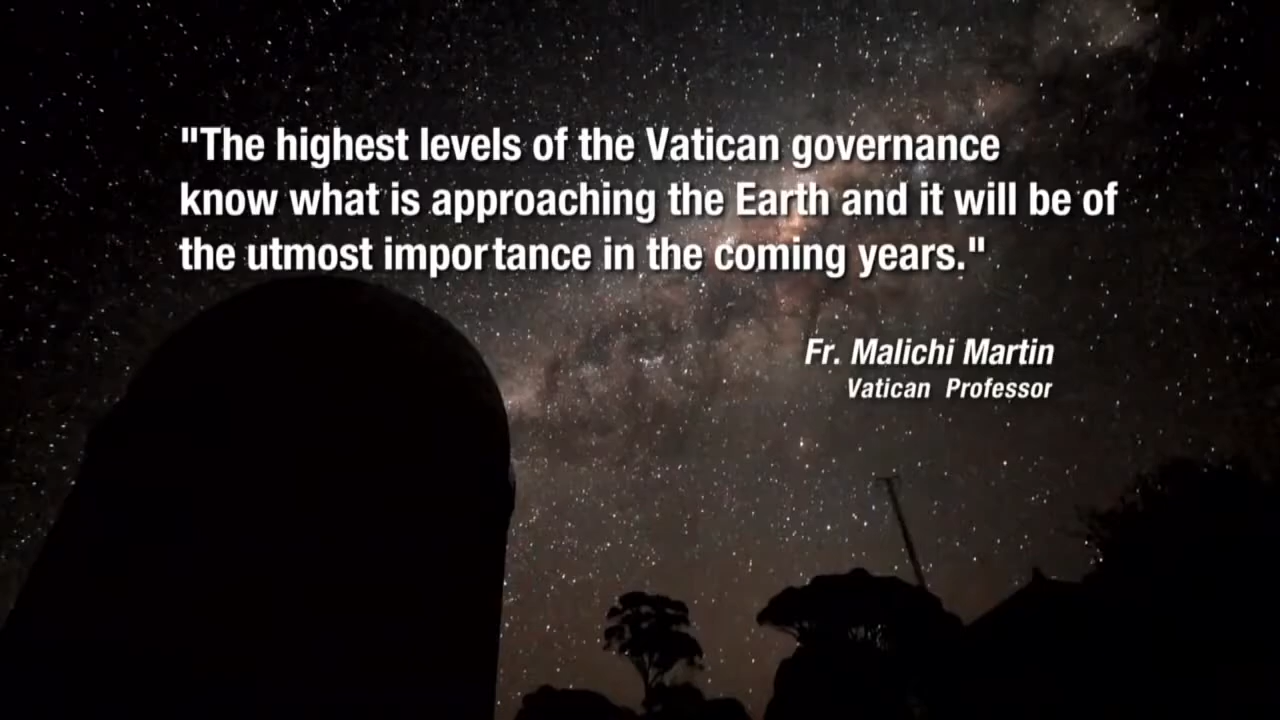 "The highest levels of the Vatican governance
know what is approaching the Earth and it will be of
the utmost importance in the coming years."
Fr. Malichi Martin
Vatican Professor